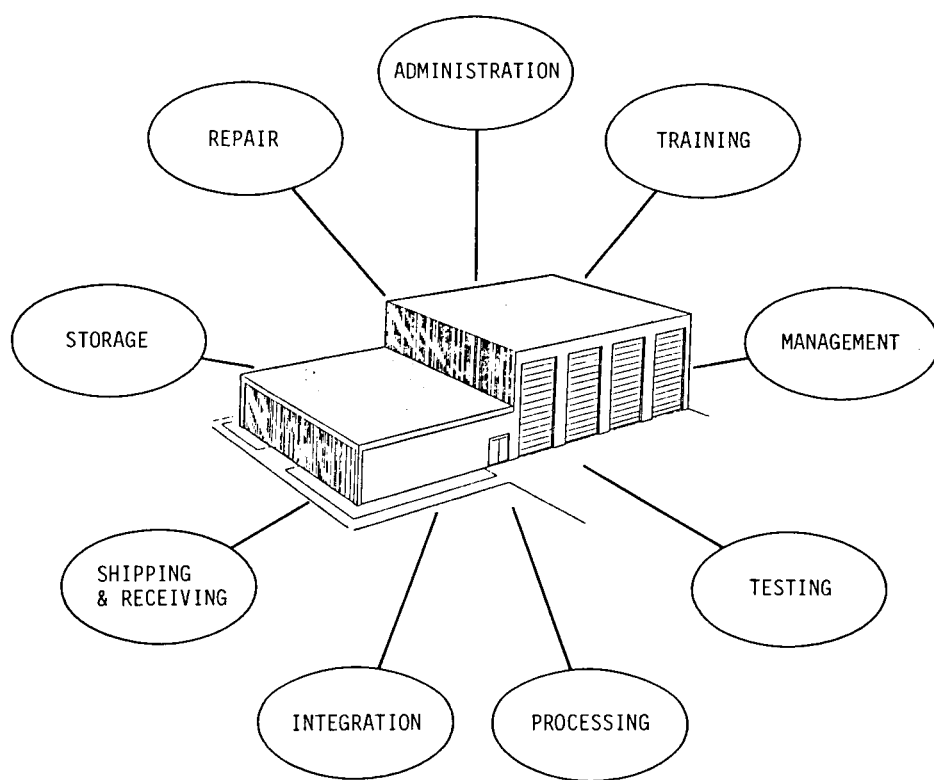 ADMINISTRATION
REPAIR
TRAINING
STORAGE
MANAGEMENT
SHIPPING
& RECEIVING
TESTING
INTEGRATION
PROCESSING